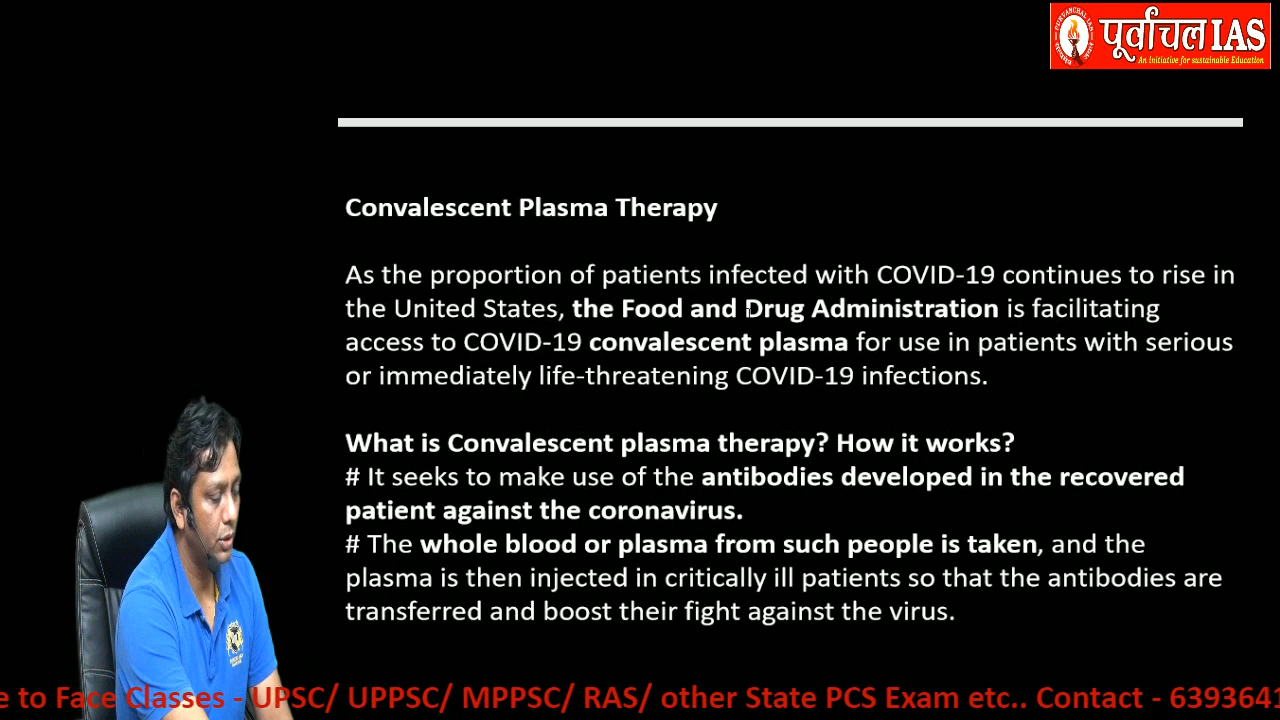 पूर्वांचल IAS
An initiative for sustainable Education
Convalescent Plasma Therapy
As the proportion of patients infected with COVID-19 continues to rise in
the United States, the Food and Drug Administration is facilitating
access to COVID-19 convalescent plasma for use in patients with serious
or immediately life-threatening COVID-19 infections.
What is Convalescent plasma therapy? How it works?
# It seeks to make use of the antibodies developed in the recovered
patient against the coronavirus.
# The whole blood or plasma from such people is taken, and the
plasma is then injected in critically ill patients so that the antibodies are
transferred and boost their fight against the virus.
e to Face Classes - UPSC/ UPPSC/ MPPSC/ RAS/ other State PCS Exam etc.. Contact - 639364